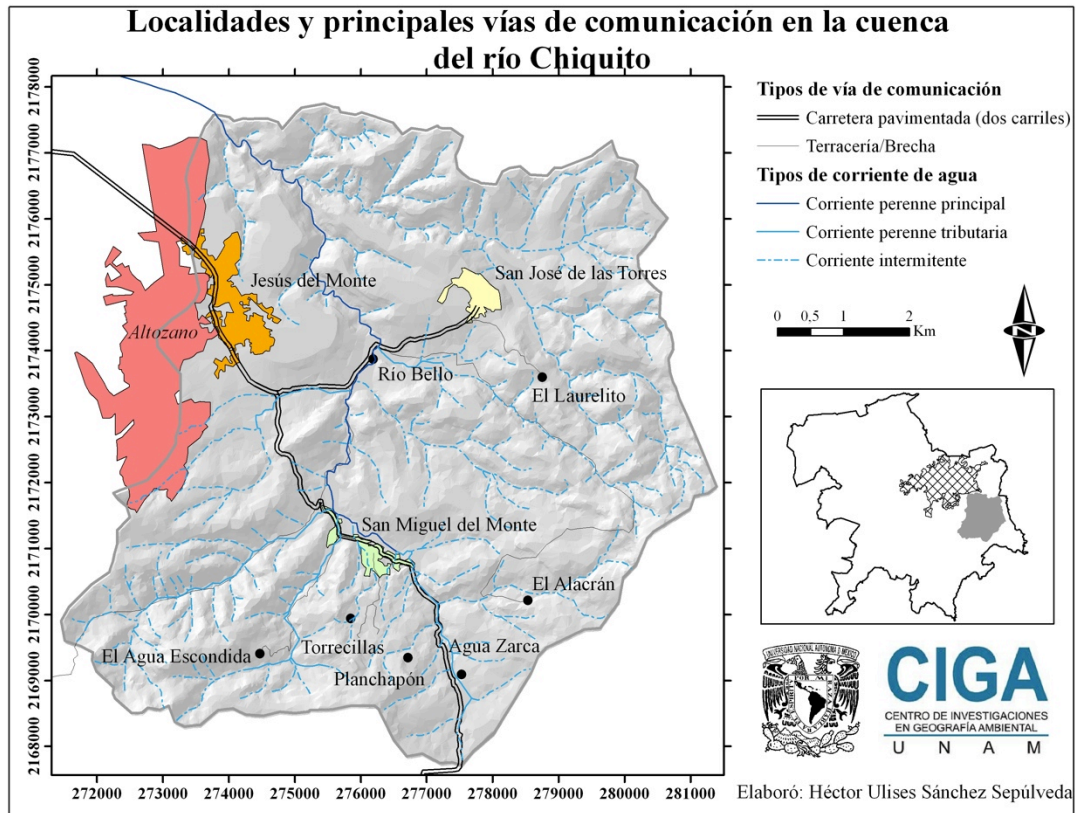 Localidades y principales vías de comunicación en la cuenca
del río Chiquito
2178000
2177000
2176000
2175000
2174000
2173000
2172000
2171000
2170000
2169000
2168000
Jesús del Monte
San José de las Torres
Altozano
Río Bello
El Laurelito
San Miguel del Monte
El Alacrán
Torrecillas
Agua Zarca
El Agua Escondida
Planchapón
272000 273000 274000 275000 276000 277000 278000 279000 280000 281000
Tipos de vía de comunicación
Carretera pavimentada (dos carriles)
Terracería/Brecha
Tipos de corriente de agua
Corriente perenne principal
Corriente perenne tributaria
Corriente intermitente
0 0,5 1 2
Km
N
CIGA
CENTRO DE INVESTIGACIONES
EN GEOGRAFÍA AMBIENTAL
U N A M
Elaboró: Héctor Ulises Sánchez Sepúlveda